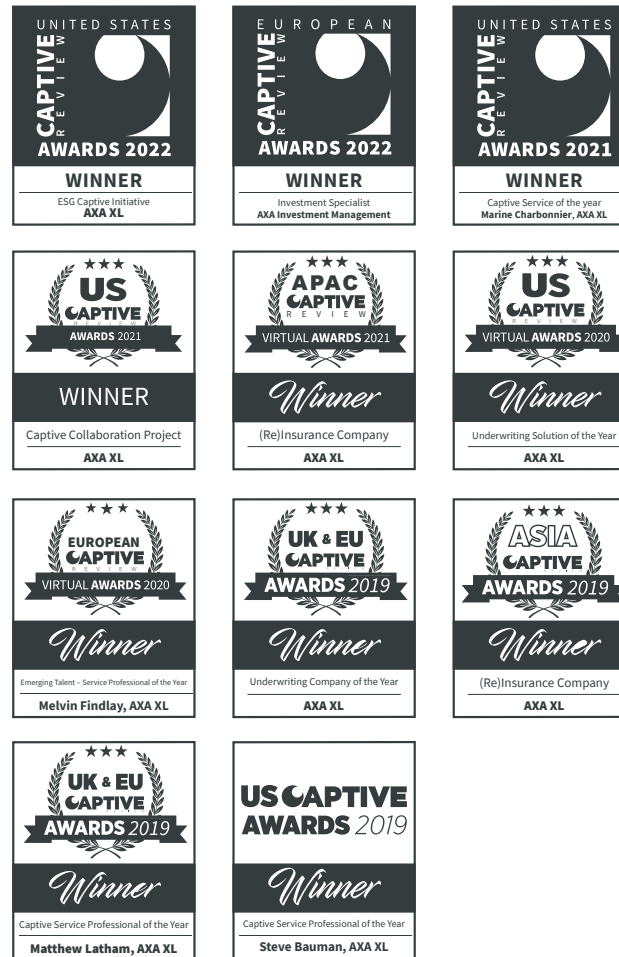 UNITED STATES
CAPTIVE
REVIEW
AWARDS 2022
WINNER
ESG Captive Initiative
AXA XL
EUROPEAN
CAPTIVE
REVIEW
AWARDS 2022
WINNER
Investment Specialist
AXA Investment Management
UNITED STATES
CAPTIVE
REVIEW
AWARDS 2021
WINNER
Captive Service of the year
Marine Charbonnier, AXA XL
US
CAPTIVE
REVIEW
AWARDS 2021
WINNER
Captive Collaboration Project
AXA XL
APAC
CAPTIVE
REVIEW
VIRTUAL AWARDS 2021
Winner
(Re)Insurance Company
AXA XL
US
CAPTIVE
REVIEW
VIRTUAL AWARDS 2020
Winner
Underwriting Solution of the Year
AXA XL
EUROPEAN
CAPTIVE
REVIEW
VIRTUAL AWARDS 2020
Winner
Emerging Talent – Service Professional of the Year
Melvin Findlay, AXA XL
UK & EU
CAPTIVE
AWARDS 2019
Winner
Underwriting Company of the Year
AXA XL
ASIA
CAPTIVE
AWARDS 2019
Winner
(Re)Insurance Company
AXA XL
UK & EU
CAPTIVE
AWARDS 2019
Winner
Captive Service Professional of the Year
Matthew Latham, AXA XL
US CAPTIVE
AWARDS 2019
Winner
Captive Service Professional of the Year
Steve Bauman, AXA XL